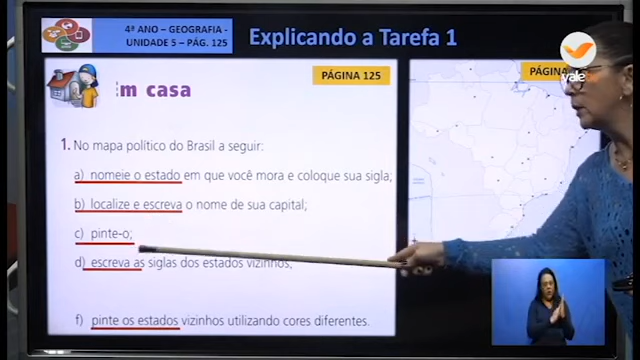 4º ANO – GEOGRAFIA -
UNIDADE 5 – PÁG. 125
Explicando a Tarefa 1
PÁGINA 125
PÁGINA
m casa
1. No mapa político do Brasil a seguir:
a) nomeie o estado em que você mora e coloque sua sigla;
b) localize e escreva o nome de sua capital;
c) pinte-o;
d) escreva as siglas dos estados vizinhos;
f) pinte os estados vizinhos utilizando cores diferentes.